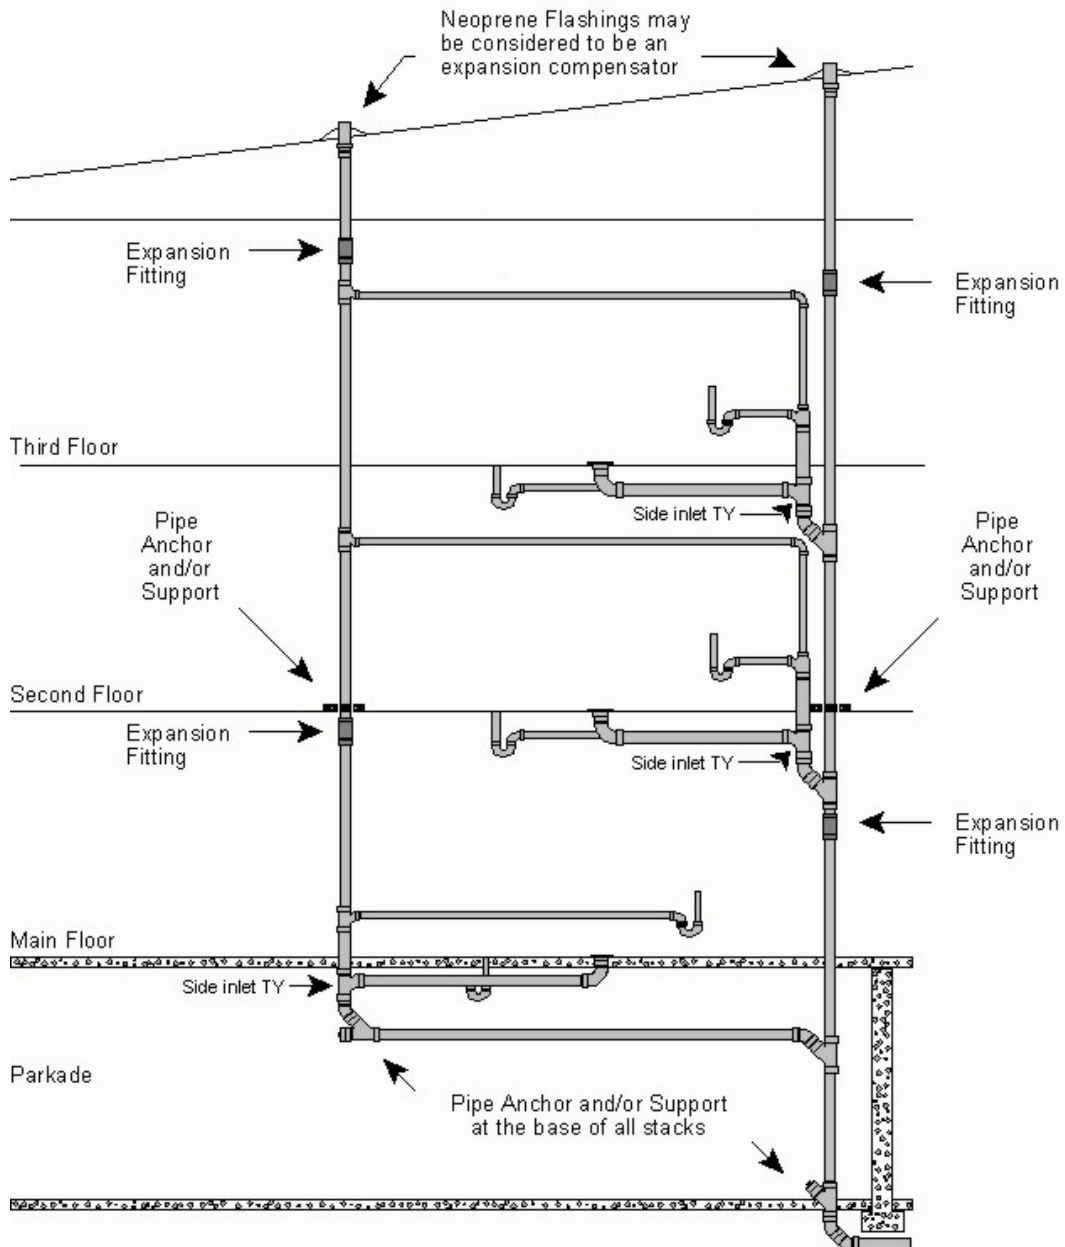 Neoprene Flashings may
be considered to be an
expansion compensator
Expansion
Fitting
Expansion
Fitting
Third Floor
Side inlet TY
Pipe
Anchor
and/or
Support
Pipe
Anchor
and/or
Support
Second Floor
Expansion
Fitting
Side inlet TY
Expansion
Fitting
Main Floor
Side inlet TY
Parkade
Pipe Anchor and/or Support
at the base of all stacks